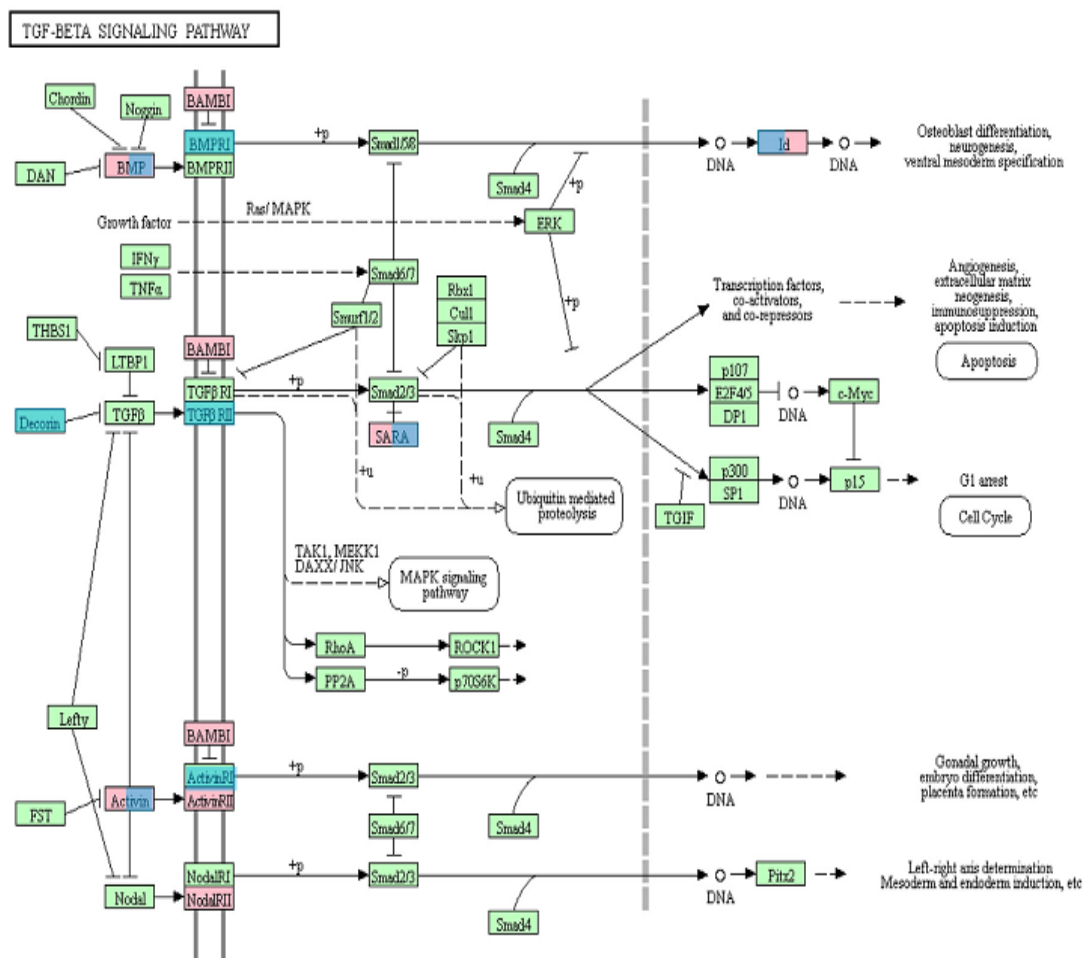 TGF-BETA SIGNALING PATHWAY
Chordin
Noggin
BAMBI
DAN
BMP
BMPRI
BMPRII
+p
Smad1/5/8
Smad4
+p
DNA
Id
DNA
Osteoblast differentiation,
neurogenesis,
ventral mesoderm specification
Growth factor
Ras/ MAPK
ERK
IFNγ
TNFα
Smad6/7
Smurf1/2
Rbx1
Cul1
Skp1
+p
Transcription factors,
co-activators,
and co-repressors
Angiogenesis,
extracellular matrix
neogenesis,
immunosuppression,
apoptosis induction
Apoptosis
THBS1
LTBP1
BAMBI
Decorin
TGFβ
TGFβ RI
TGFβ RII
+p
Smad2/3
SARA
Smad4
p107
E2F4/5
DP1
DNA
c-Myc
+u
+u
Ubiquitin mediated
proteolysis
TGIF
p300
SP1
DNA
p15
G1 arrest
Cell Cycle
TAK1, MEKK1
DAXX/ JNK
MAPK signaling
pathway
RhoA
ROCK1
PP2A
-p
p70S6K
Lefty
BAMBI
FST
Activin
ActivinRI
ActivinRII
+p
Smad2/3
Smad6/7
Smad4
DNA
Gonadal growth,
embryo differentiation,
placenta formation, etc
Nodal
NodalRI
NodalRII
+p
Smad2/3
Smad4
DNA
Pitx2
Left-right axis determination
Mesoderm and endoderm induction, etc